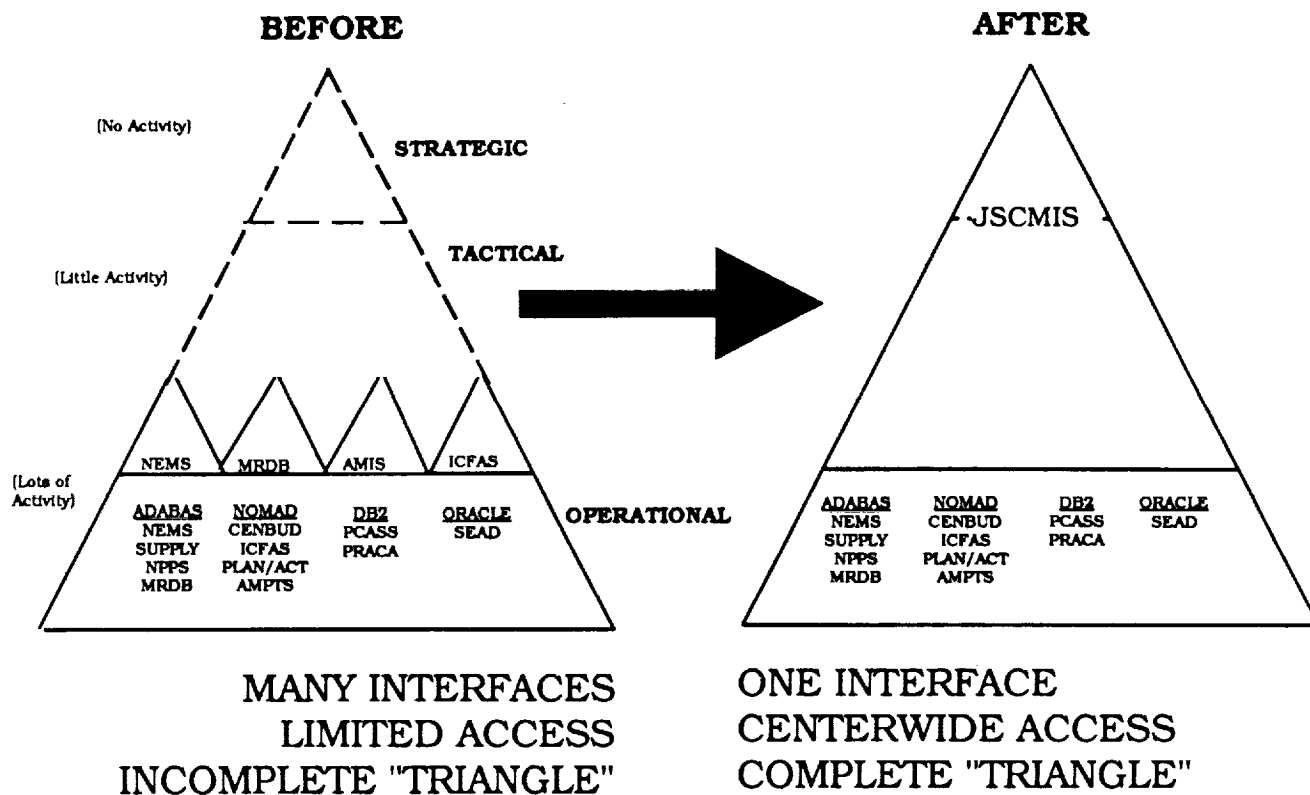 BEFORE
(No Activity)
STRATEGIC
TACTICAL
(Little Activity)
NEMS MRDB AMIS ICFAS
(Lots of
Activity)
OPERATIONAL
ADABAS NOMAD DB2 ORACLE
NEMS CENBUD PCASS SEAD
SUPPLY ICFAS PRACA
NPPS PLAN/ACT
MRDB AMPTS
MANY INTERFACES
LIMITED ACCESS
INCOMPLETE "TRIANGLE"
AFTER
JSCMIS
ADABAS NOMAD DB2 ORACLE
NEMS CENBUD PCASS SEAD
SUPPLY ICFAS PRACA
NPPS PLAN/ACT
MRDB AMPTS
ONE INTERFACE
CENTERWIDE ACCESS
COMPLETE "TRIANGLE"